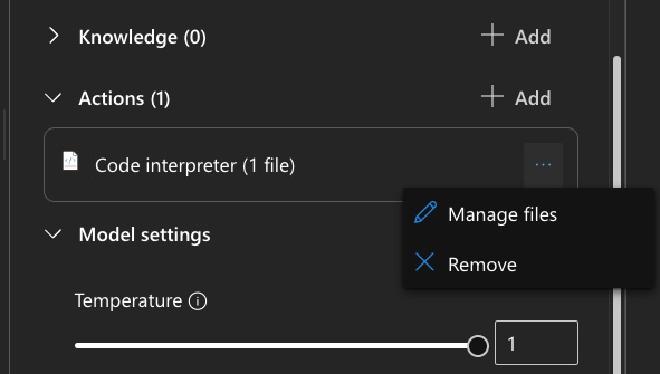 Knowledge (0) Add
Actions (1) Add
Code interpreter (1 file) ...
Manage files
Model settings
Remove
Temperature
1